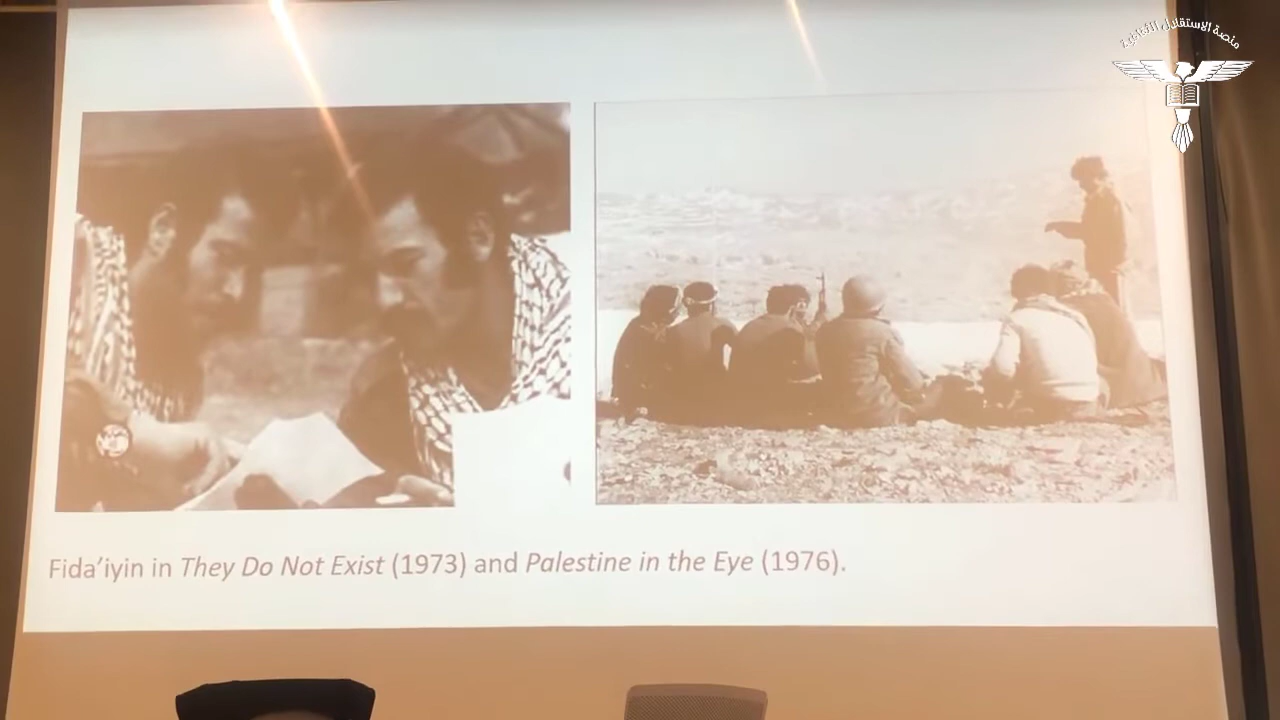 منصة الاستقلال الثقافية
Fida’iyin in They Do Not Exist (1973) and Palestine in the Eye (1976).